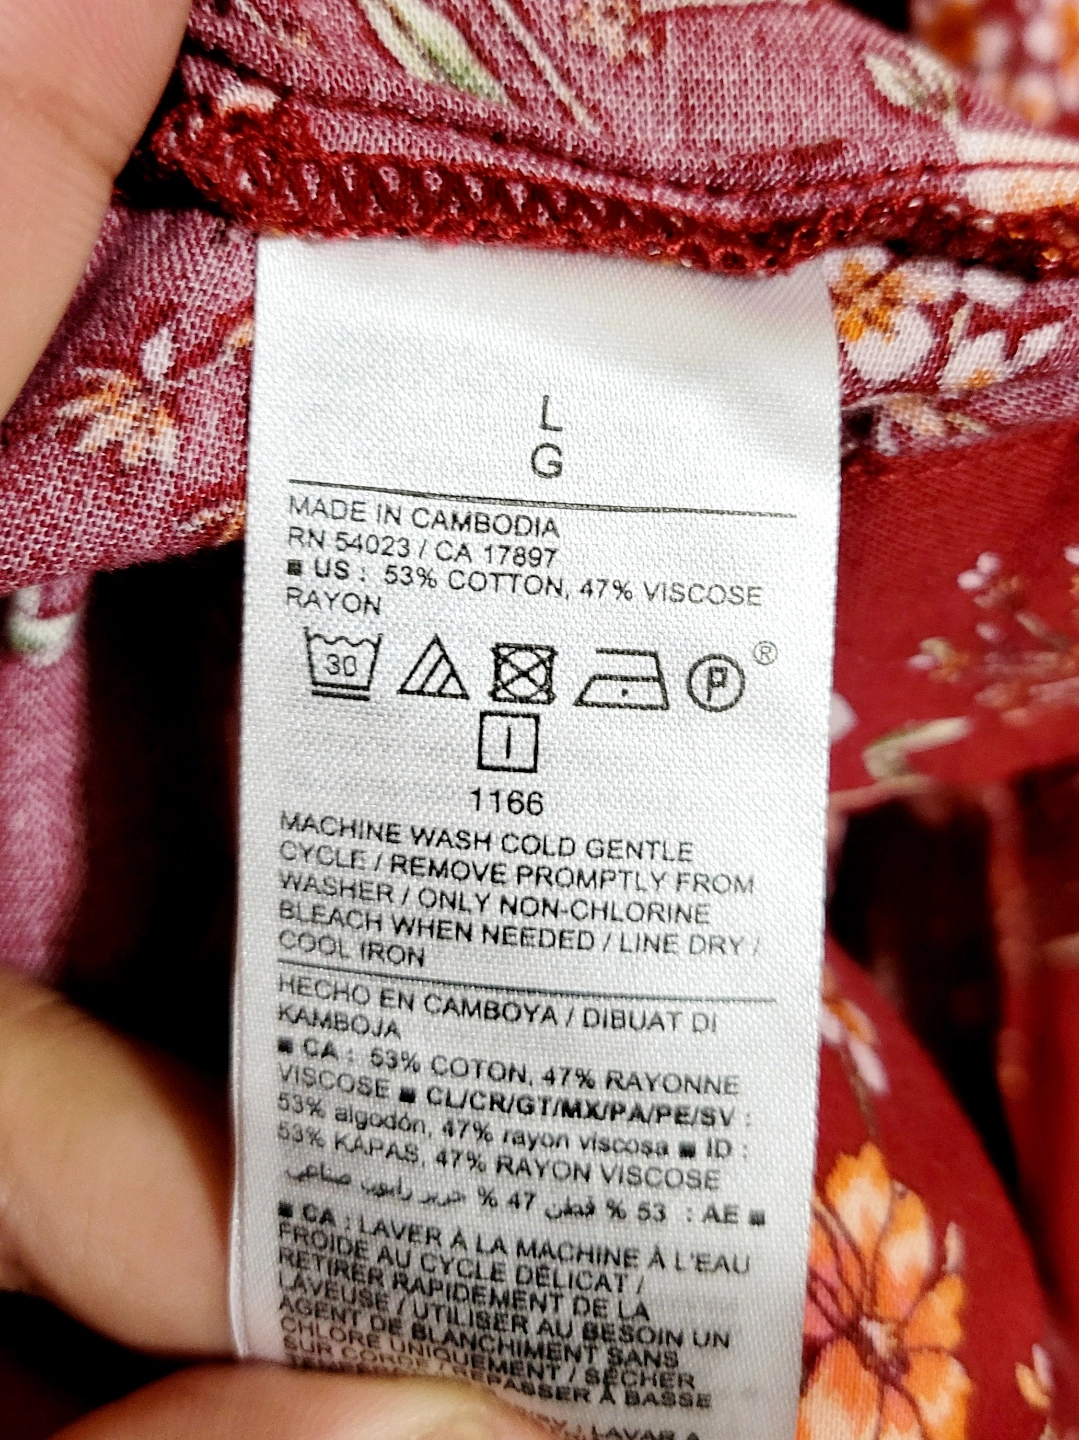 L
G
MADE IN CAMBODIA
RN 54023 / CA 17897
■ US : 53% COTTON, 47% VISCOSE
RAYON
30
P
®
1166
MACHINE WASH COLD GENTLE
CYCLE / REMOVE PROMPTLY FROM
WASHER / ONLY NON-CHLORINE
BLEACH WHEN NEEDED / LINE DRY /
COOL IRON
HECHO EN CAMBOYA / DIBUAT DI
KAMBOJA
■ CA : 53% COTON, 47% RAYONNE
VISCOSE ■ CL/CR/GT/MX/PA/PE/SV :
53% algodón, 47% rayon viscosa ■ ID :
53% KAPAS, 47% RAYON VISCOSE
■ AE : 53 % قطن 47 % حرير رايون صناعي
■ CA : LAVER À LA MACHINE À L'EAU
FROIDE AU CYCLE DÉLICAT /
RETIRER RAPIDEMENT DE LA
LAVEUSE / UTILISER AU BESOIN UN
AGENT DE BLANCHIMENT SANS
CHLORE UNIQUEMENT / SÉCHER
SUR CORDE / REPASSER À BASSE
LAVAR A